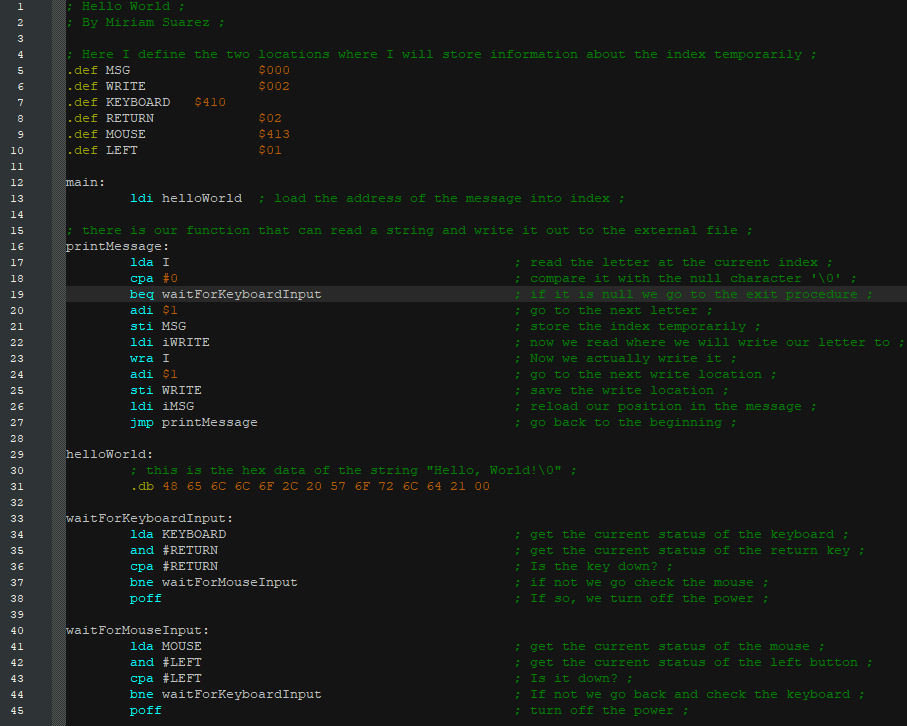 1 ; Hello World ;
2 ; By Miriam Suarez ;
3
4 ; Here I define the two locations where I will store information about the index temporarily ;
5 .def MSG $000
6 .def WRITE $002
7 .def KEYBOARD $410
8 .def RETURN $02
9 .def MOUSE $413
10 .def LEFT $01
11
12 main:
13 ldi helloWorld ; load the address of the message into index ;
14
15 ; there is our function that can read a string and write it out to the external file ;
16 printMessage:
17 lda I ; read the letter at the current index ;
18 cpa #0 ; compare it with the null character '\0' ;
19 beq waitForKeyboardInput ; if it is null we go to the exit procedure ;
20 adi $1 ; go to the next letter ;
21 sti MSG ; store the index temporarily ;
22 ldi iWRITE ; now we read where we will write our letter to ;
23 wra I ; Now we actually write it ;
24 adi $1 ; go to the next write location ;
25 sti WRITE ; save the write location ;
26 ldi iMSG ; reload our position in the message ;
27 jmp printMessage ; go back to the beginning ;
28
29 helloWorld:
30 ; this is the hex data of the string "Hello, World!\0" ;
31 .db 48 65 6C 6C 6F 2C 20 57 6F 72 6C 64 21 00
32
33 waitForKeyboardInput:
34 lda KEYBOARD ; get the current status of the keyboard ;
35 and #RETURN ; get the current status of the return key ;
36 cpa #RETURN ; Is the key down? ;
37 bne waitForMouseInput ; if not we go check the mouse ;
38 poff ; If so, we turn off the power ;
39
40 waitForMouseInput:
41 lda MOUSE ; get the current status of the mouse ;
42 and #LEFT ; get the current status of the left button ;
43 cpa #LEFT ; Is it down? ;
44 bne waitForKeyboardInput ; If not we go back and check the keyboard ;
45 poff ; turn off the power ;